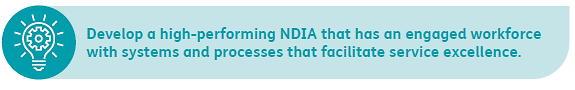 Develop a high-performing NDIA that has an engaged workforce
with systems and processes that facilitate service excellence.